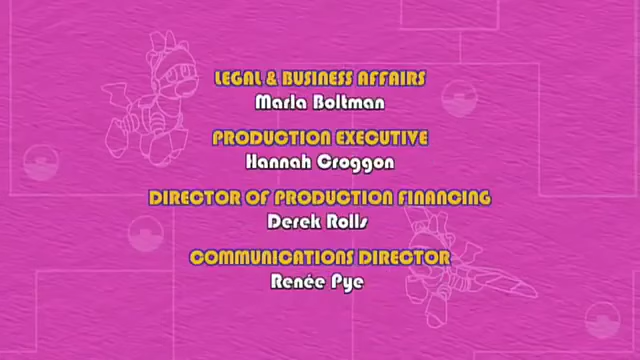 LEGAL & BUSINESS AFFAIRS
Marla Boltman
PRODUCTION EXECUTIVE
Hannah Croggon
DIRECTOR OF PRODUCTION FINANCING
Derek Rolls
COMMUNICATIONS DIRECTOR
Renée Pye